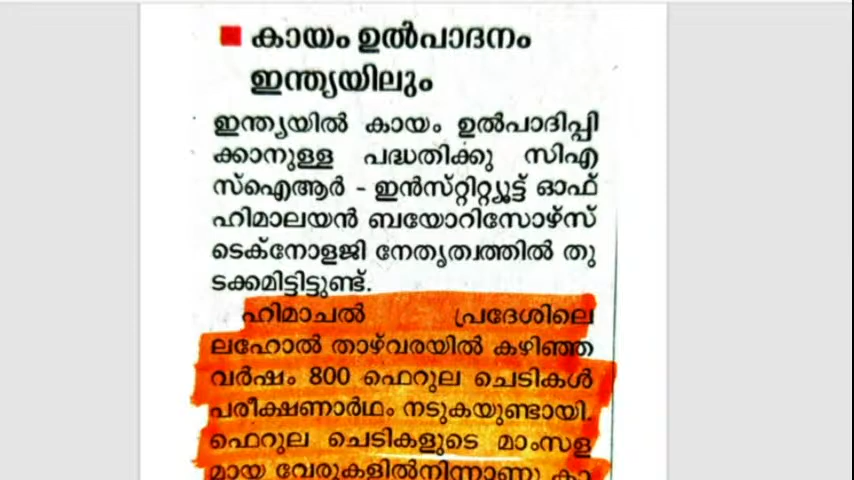 കായം ഉൽപാദനം
ഇന്ത്യയിലും
ഇന്ത്യയിൽ കായം ഉൽപാദിപ്പി
ക്കാനുള്ള പദ്ധതിക്കു സിഎ
സ്ഐആർ - ഇൻസ്റ്റിറ്റ്യൂട്ട് ഓഫ്
ഹിമാലയൻ ബയോറിസോഴ്സ്
ടെക്നോളജി നേതൃത്വത്തിൽ തു
ടക്കമിട്ടിട്ടുണ്ട്.
ഹിമാചൽ പ്രദേശിലെ
ലഹോൽ താഴ്വരയിൽ കഴിഞ്ഞ
വർഷം 800 ഫെറുല ചെടികൾ
പരീക്ഷണാർഥം നടുകയുണ്ടായി.
ഫെറുല ചെടികളുടെ മാംസള
മായ വേരുകളിൽനിന്നാണു കാ